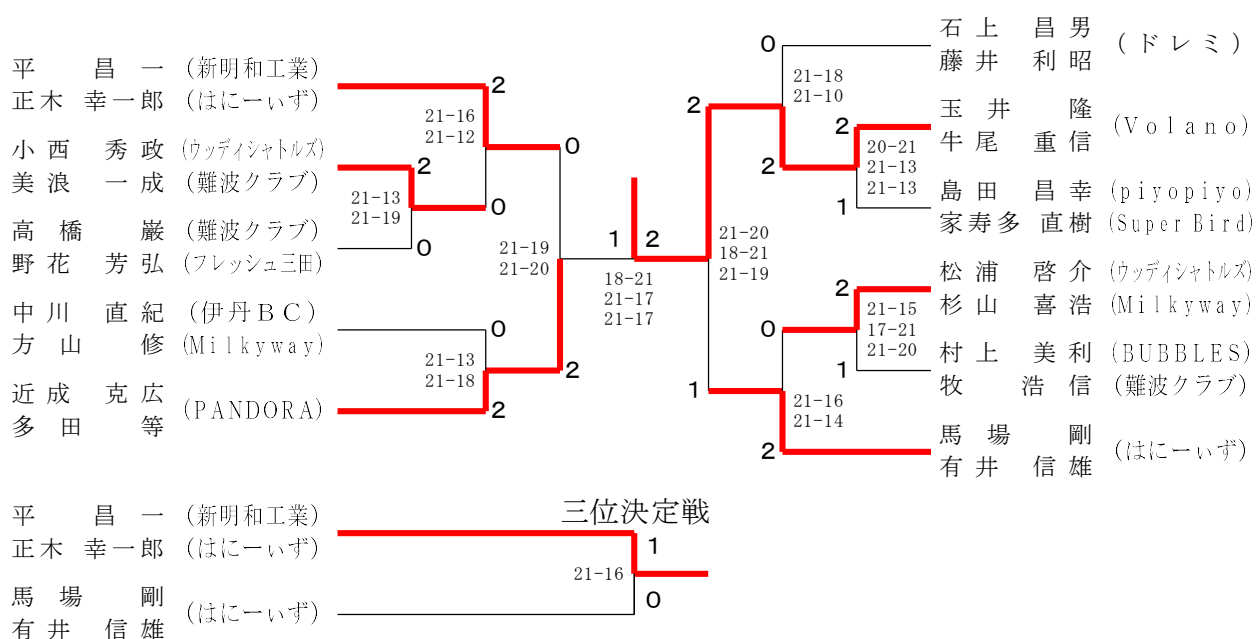 平 昌一 (新明和工業)
正木 幸一郎 (はにーぃず)
小西 秀政 (ウッディシャトルズ)
美浪 一成 (難波クラブ)
高橋 巌 (難波クラブ)
野花 芳弘 (フレッシュ三田)
中川 直紀 (伊丹BC)
方山 修 (Milkyway)
近成 克広
多田 等
(PANDORA)
2
21-16
21-12
0
2
21-13
21-19
0
0
21-19
21-20
0
21-13
21-18
2
2
1 2
18-21
21-17
21-17
石上 昌男
藤井 利昭
(ドレミ)
玉井 隆
牛尾 重信
(Volano)
島田 昌幸 (piyopiyo)
家寿多 直樹 (Super Bird)
松浦 啓介 (ウッディシャトルズ)
杉山 喜浩 (Milkyway)
村上 美利 (BUBBLES)
牧 浩信 (難波クラブ)
馬場 剛
有井 信雄
(はにーぃず)
0
21-18
21-10
2
2
20-21
21-13
21-13
1
2
21-20
18-21
21-19
1
2
21-15
17-21
21-20
1
0
21-16
21-14
2
三位決定戦
平 昌一 (新明和工業)
正木 幸一郎 (はにーぃず)
馬場 剛
有井 信雄
(はにーぃず)
1
21-16
0